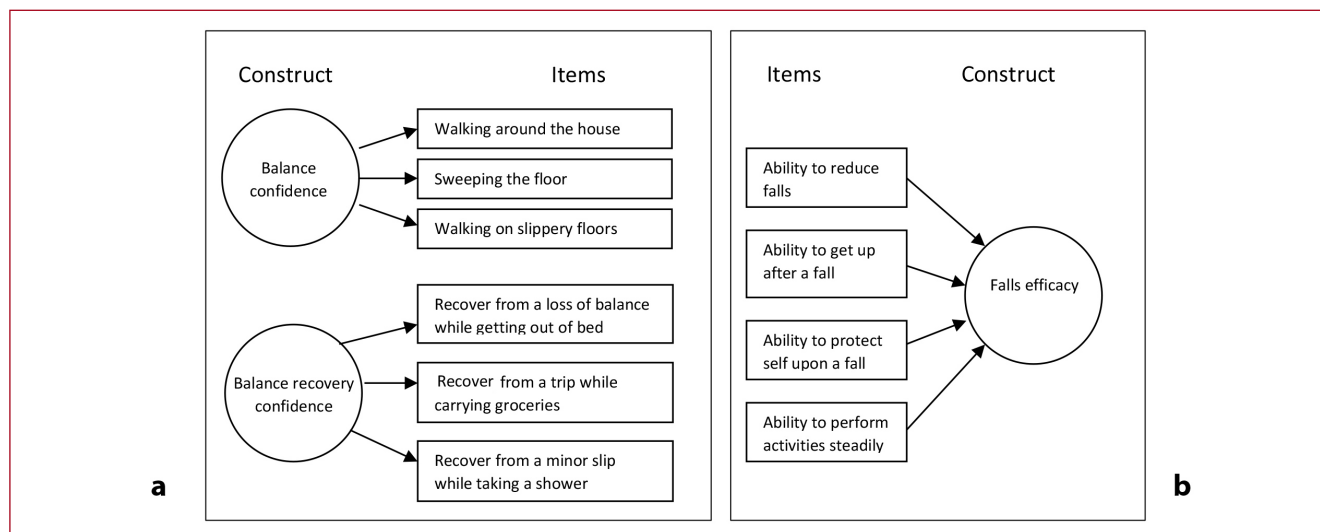 Construct
Items
Balance
confidence
Walking around the house
Sweeping the floor
Walking on slippery floors
Balance recovery
confidence
Recover from a loss of balance
while getting out of bed
Recover from a trip while
carrying groceries
Recover from a minor slip
while taking a shower
a
Items
Construct
Ability to reduce
falls
Ability to get up
after a fall
Ability to protect
self upon a fall
Ability to perform
activities steadily
Falls efficacy
b